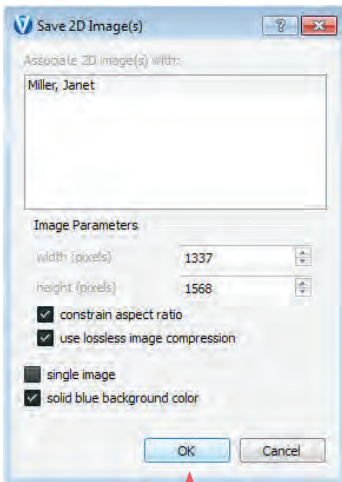 Save 2D Image(s)
Associate 2D image(s) with:
Miller, Janet
Image Parameters
width (pixels) 1337
height (pixels) 1568
constrain aspect ratio
use lossless image compression
single image
solid blue background color
OK Cancel